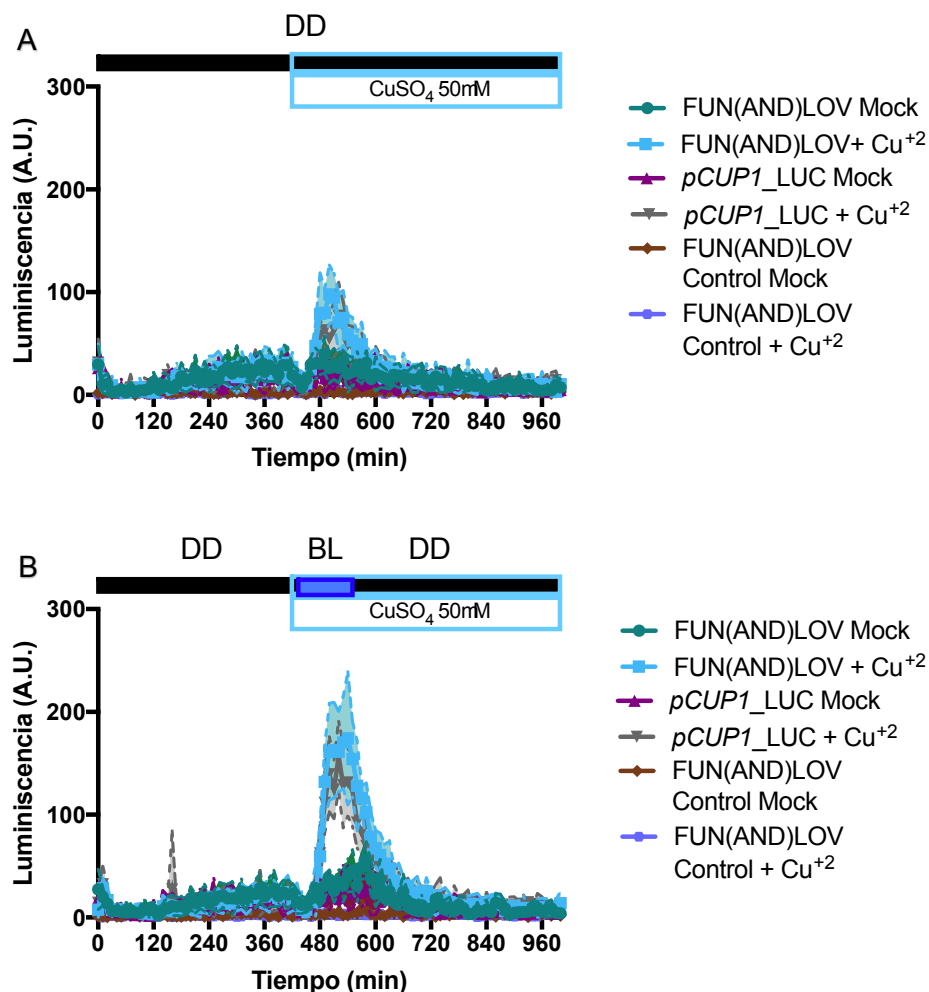 A
DD
CuSO4 50mM
300
200
100
0
Luminiscencia (A.U.)
0 120 240 360 480 600 720 840 960
Tiempo (min)
FUN(AND)LOV Mock
FUN(AND)LOV+ Cu+2
pCUP1_LUC Mock
pCUP1_LUC + Cu+2
FUN(AND)LOV
Control Mock
FUN(AND)LOV
Control + Cu+2
B
DD BL DD
CuSO4 50mM
300
200
100
0
Luminiscencia (A.U.)
0 120 240 360 480 600 720 840 960
Tiempo (min)
FUN(AND)LOV Mock
FUN(AND)LOV + Cu+2
pCUP1_LUC Mock
pCUP1_LUC + Cu+2
FUN(AND)LOV
Control Mock
FUN(AND)LOV
Control + Cu+2